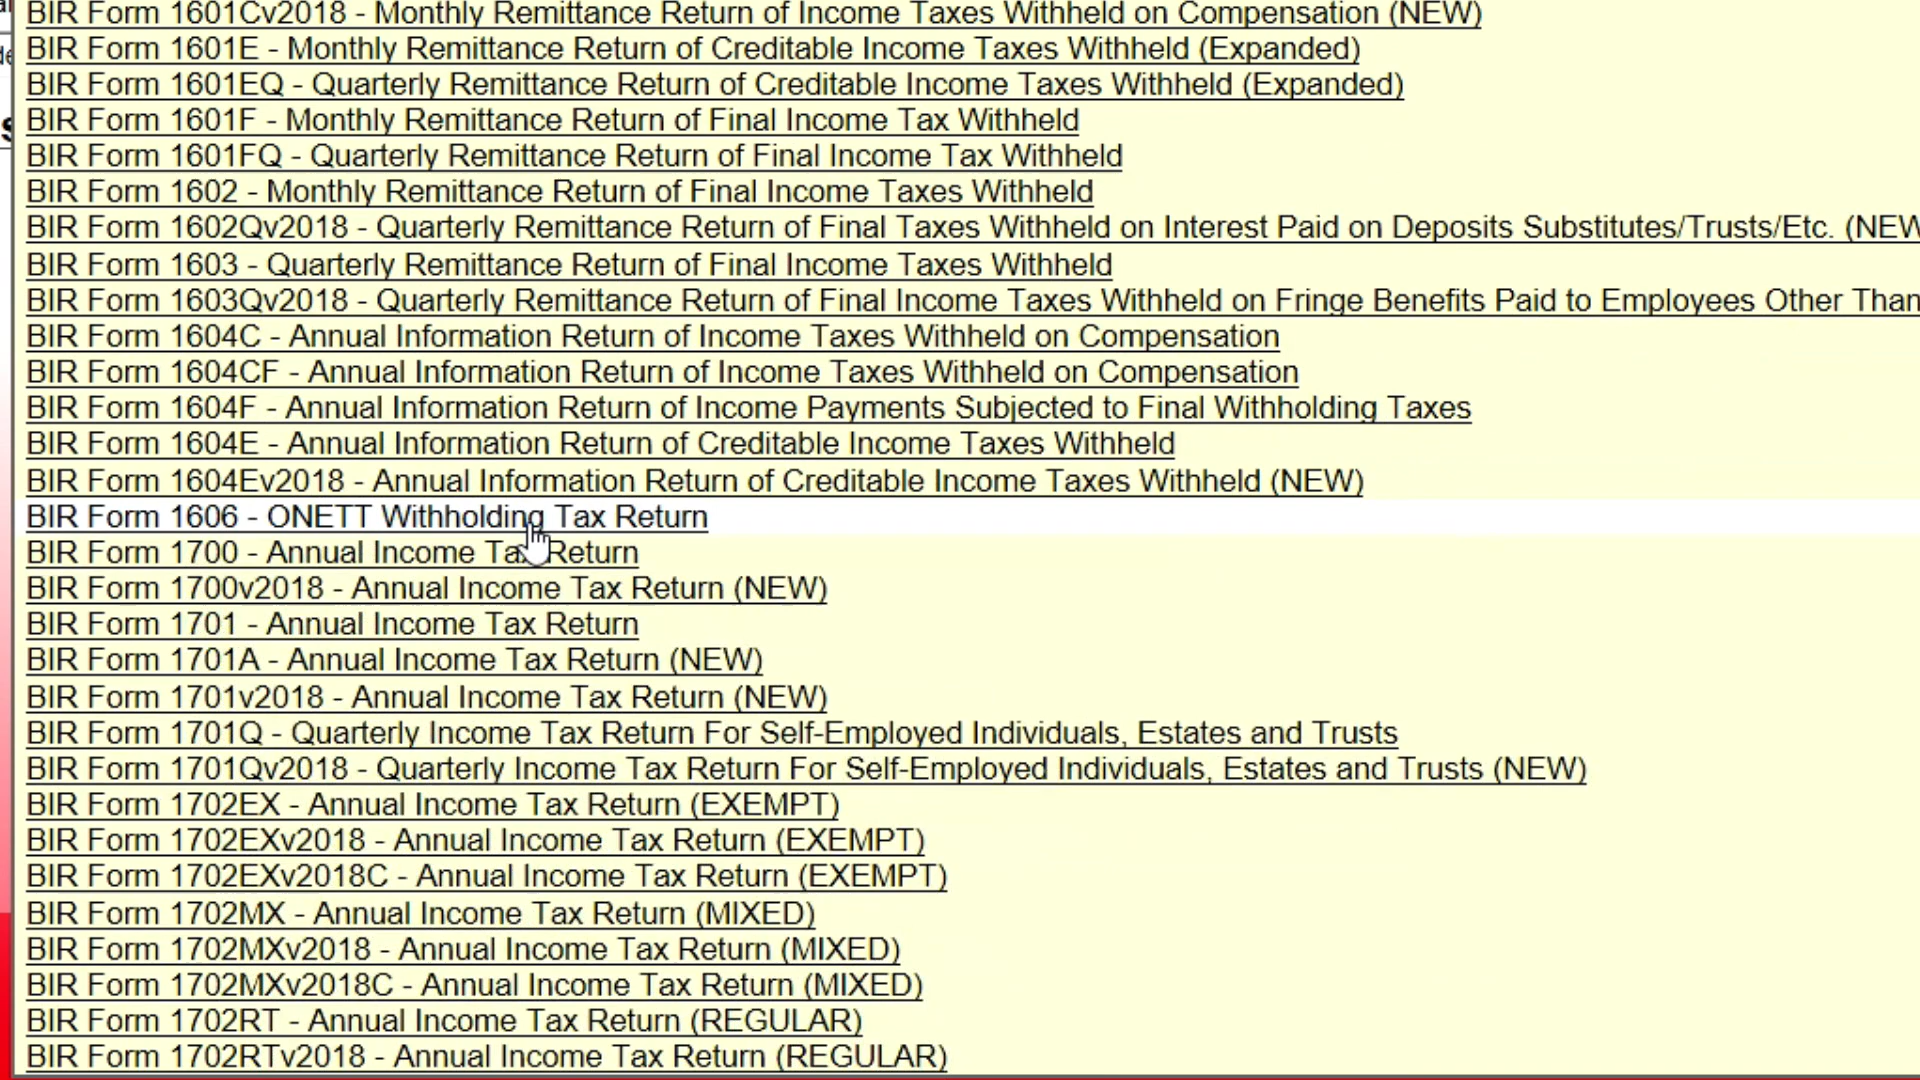 BIR Form 1601Cv2018 - Monthly Remittance Return of Income Taxes Withheld on Compensation (NEW)
BIR Form 1601E - Monthly Remittance Return of Creditable Income Taxes Withheld (Expanded)
BIR Form 1601EQ - Quarterly Remittance Return of Creditable Income Taxes Withheld (Expanded)
BIR Form 1601F - Monthly Remittance Return of Final Income Tax Withheld
BIR Form 1601FQ - Quarterly Remittance Return of Final Income Tax Withheld
BIR Form 1602 - Monthly Remittance Return of Final Income Taxes Withheld
BIR Form 1602Qv2018 - Quarterly Remittance Return of Final Taxes Withheld on Interest Paid on Deposits Substitutes/Trusts/Etc. (NEW
BIR Form 1603 - Quarterly Remittance Return of Final Income Taxes Withheld
BIR Form 1603Qv2018 - Quarterly Remittance Return of Final Income Taxes Withheld on Fringe Benefits Paid to Employees Other Than
BIR Form 1604C - Annual Information Return of Income Taxes Withheld on Compensation
BIR Form 1604CF - Annual Information Return of Income Taxes Withheld on Compensation
BIR Form 1604F - Annual Information Return of Income Payments Subjected to Final Withholding Taxes
BIR Form 1604E - Annual Information Return of Creditable Income Taxes Withheld
BIR Form 1604Ev2018 - Annual Information Return of Creditable Income Taxes Withheld (NEW)
BIR Form 1606 - ONETT Withholding Tax Return
BIR Form 1700 - Annual Income Tax Return
BIR Form 1700v2018 - Annual Income Tax Return (NEW)
BIR Form 1701 - Annual Income Tax Return
BIR Form 1701A - Annual Income Tax Return (NEW)
BIR Form 1701v2018 - Annual Income Tax Return (NEW)
BIR Form 1701Q - Quarterly Income Tax Return For Self-Employed Individuals, Estates and Trusts
BIR Form 1701Qv2018 - Quarterly Income Tax Return For Self-Employed Individuals, Estates and Trusts (NEW)
BIR Form 1702EX - Annual Income Tax Return (EXEMPT)
BIR Form 1702EXv2018 - Annual Income Tax Return (EXEMPT)
BIR Form 1702EXv2018C - Annual Income Tax Return (EXEMPT)
BIR Form 1702MX - Annual Income Tax Return (MIXED)
BIR Form 1702MXv2018 - Annual Income Tax Return (MIXED)
BIR Form 1702MXv2018C - Annual Income Tax Return (MIXED)
BIR Form 1702RT - Annual Income Tax Return (REGULAR)
BIR Form 1702RTv2018 - Annual Income Tax Return (REGULAR)